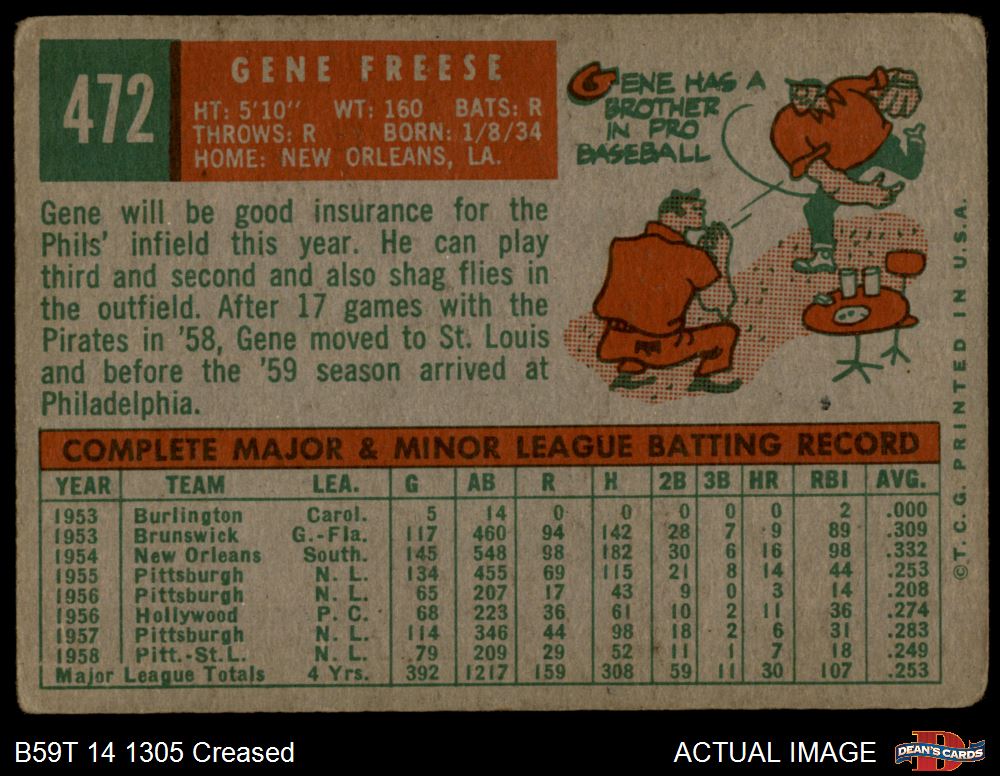 472
GENE FREESE
HT: 5'10" WT: 160 BATS: R
THROWS: R BORN: 1/8/34
HOME: NEW ORLEANS, LA.
GENE HAS A
BROTHER
IN PRO
BASEBALL
Gene will be good insurance for the
Phils' infield this year. He can play
third and second and also shag flies in
the outfield. After 17 games with the
Pirates in '58, Gene moved to St. Louis
and before the '59 season arrived at
Philadelphia.
COMPLETE MAJOR & MINOR LEAGUE BATTING RECORD
YEAR TEAM LEA. G AB R H 2B 3B HR RBI AVG.
1953 Burlington Carol. 5 14 0 0 0 0 0 2 .000
1953 Brunswick G.-Fla. 117 460 94 142 28 7 9 89 .309
1954 New Orleans South. 145 548 98 182 30 6 16 98 .332
1955 Pittsburgh N. L. 134 455 69 115 21 8 14 44 .253
1956 Pittsburgh N. L. 65 207 17 43 9 0 3 14 .208
1956 Hollywood P. C. 68 223 36 61 10 2 11 36 .274
1957 Pittsburgh N. L. 114 346 44 98 18 2 6 31 .283
1958 Pitt.-St.L. N. L. 79 209 29 52 11 1 7 18 .249
Major League Totals 4 Yrs. 392 1217 159 308 59 11 30 107 .253
©T. C. G. PRINTED IN U.S.A.
B59T 14 1305 Creased
ACTUAL IMAGE
D
DEAN'S CARDS